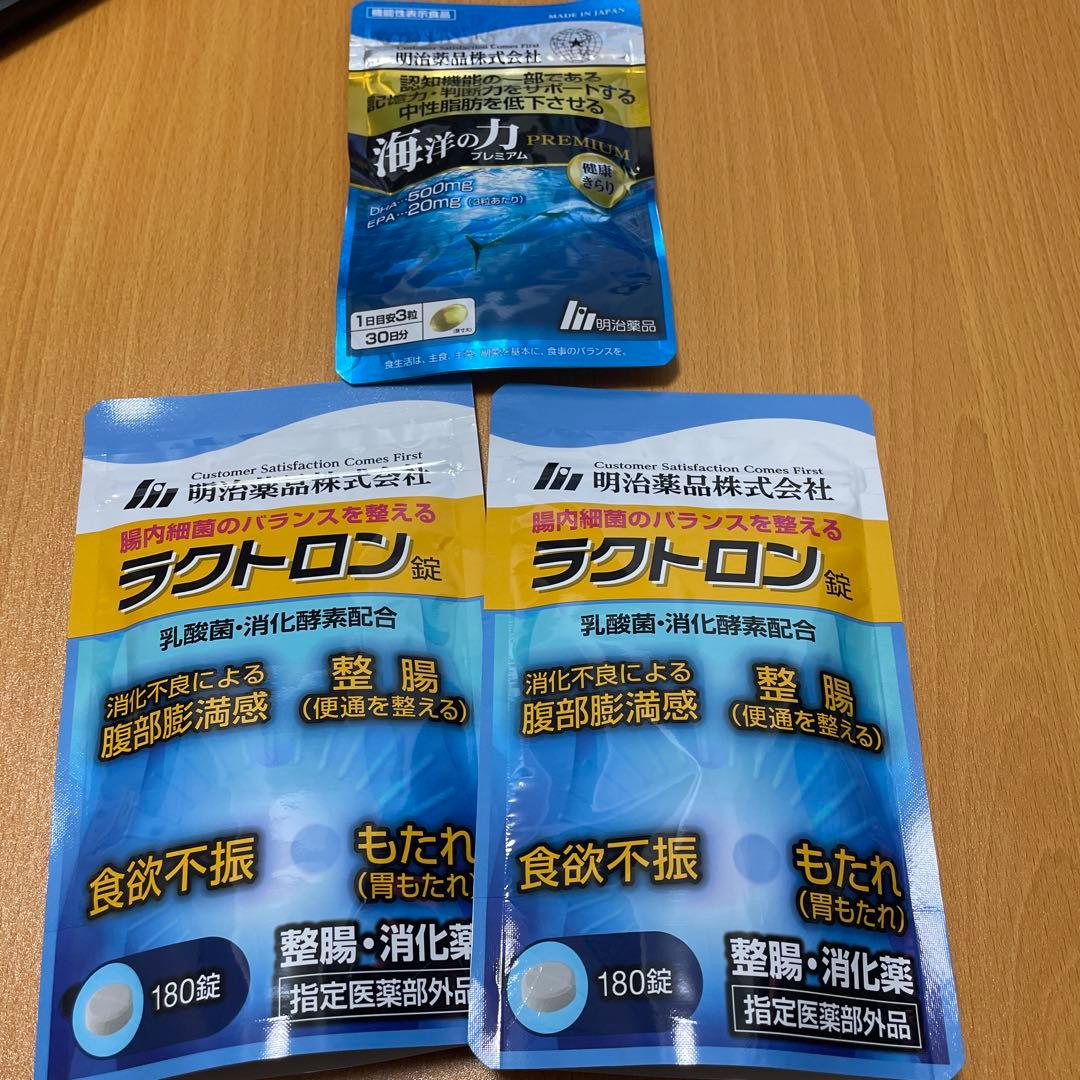 機能性表示食品
MADE IN JAPAN
Customer Satisfaction Comes First
明治薬品株式会社
認知機能の一部である
記憶力・判断力をサポートする
中性脂肪を低下させる
海洋の力 PREMIUM
プレミアム
健康
きらり
DHA…500mg
EPA…20mg(3粒あたり)
1日目安3粒
30日分
(原寸大)
明治薬品
食生活は、主食、主菜、副菜を基本に、食事のバランスを。
Customer Satisfaction Comes First
明治薬品株式会社
腸内細菌のバランスを整える
ラクトロン錠
乳酸菌・消化酵素配合
消化不良による
腹部膨満感
整腸
(便通を整える)
食欲不振
もたれ
(胃もたれ)
180錠
整腸・消化薬
指定医薬部外品
Customer Satisfaction Comes First
明治薬品株式会社
腸内細菌のバランスを整える
ラクトロン錠
乳酸菌・消化酵素配合
消化不良による
腹部膨満感
整腸
(便通を整える)
食欲不振
もたれ
(胃もたれ)
180錠
整腸・消化薬
指定医薬部外品